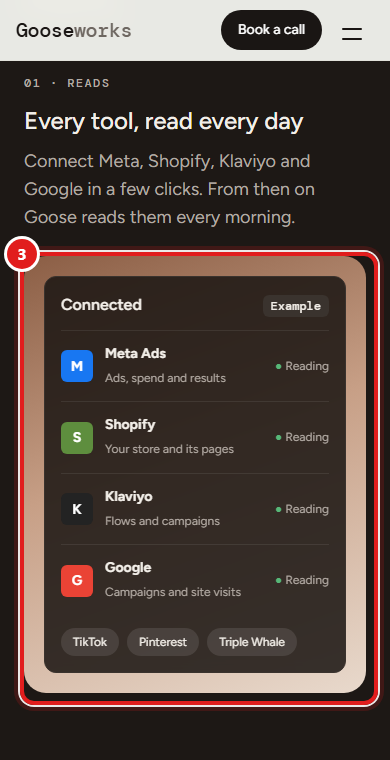 Gooseworks
Book a call
01 · READS
Every tool, read every day
Connect Meta, Shopify, Klaviyo and
Google in a few clicks. From then on
Goose reads them every morning.
3
Connected
Example
M
Meta Ads
Ads, spend and results
Reading
S
Shopify
Your store and its pages
Reading
K
Klaviyo
Flows and campaigns
Reading
G
Google
Campaigns and site visits
Reading
TikTok
Pinterest
Triple Whale